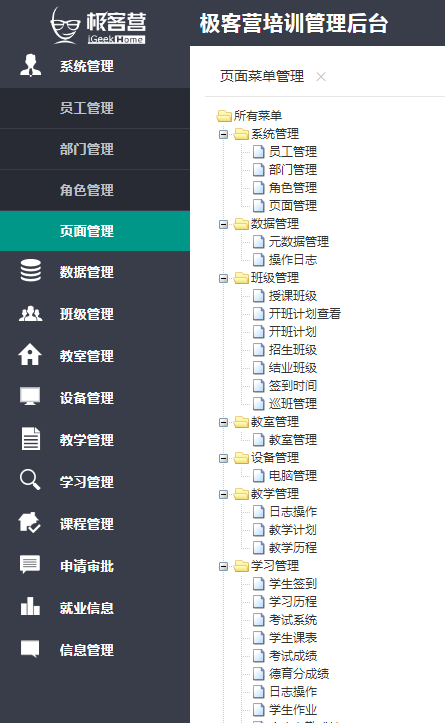 极客营
iGeekHome
极客营培训管理后台
系统管理
员工管理
部门管理
角色管理
页面管理
数据管理
班级管理
教室管理
设备管理
教学管理
学习管理
课程管理
申请审批
就业信息
信息管理
页面菜单管理
所有菜单
系统管理
员工管理
部门管理
角色管理
页面管理
数据管理
元数据管理
操作日志
班级管理
授课班级
开班计划查看
开班计划
招生班级
结业班级
签到时间
巡班管理
教室管理
教室管理
设备管理
电脑管理
教学管理
日志操作
教学计划
教学历程
学习管理
学生签到
学习历程
考试系统
学生课表
考试成绩
德育分成绩
日志操作
学生作业